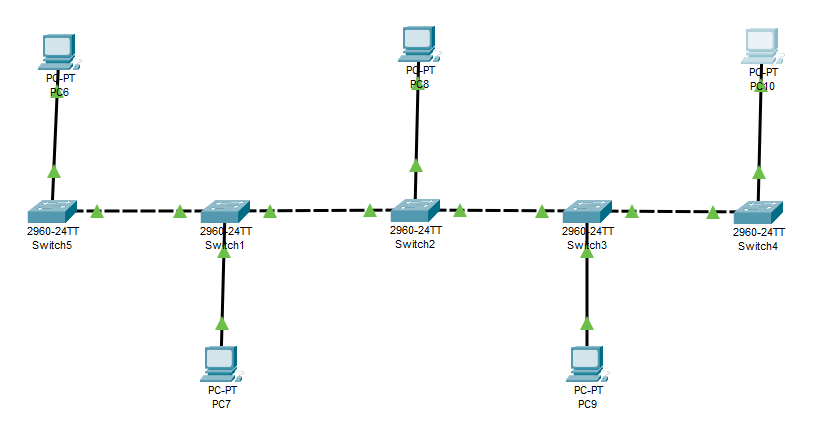 PC-PT
PC6
PC-PT
PC8
PC-PT
PC10
2960-24TT
Switch5
2960-24TT
Switch1
2960-24TT
Switch2
2960-24TT
Switch3
2960-24TT
Switch4
PC-PT
PC7
PC-PT
PC9